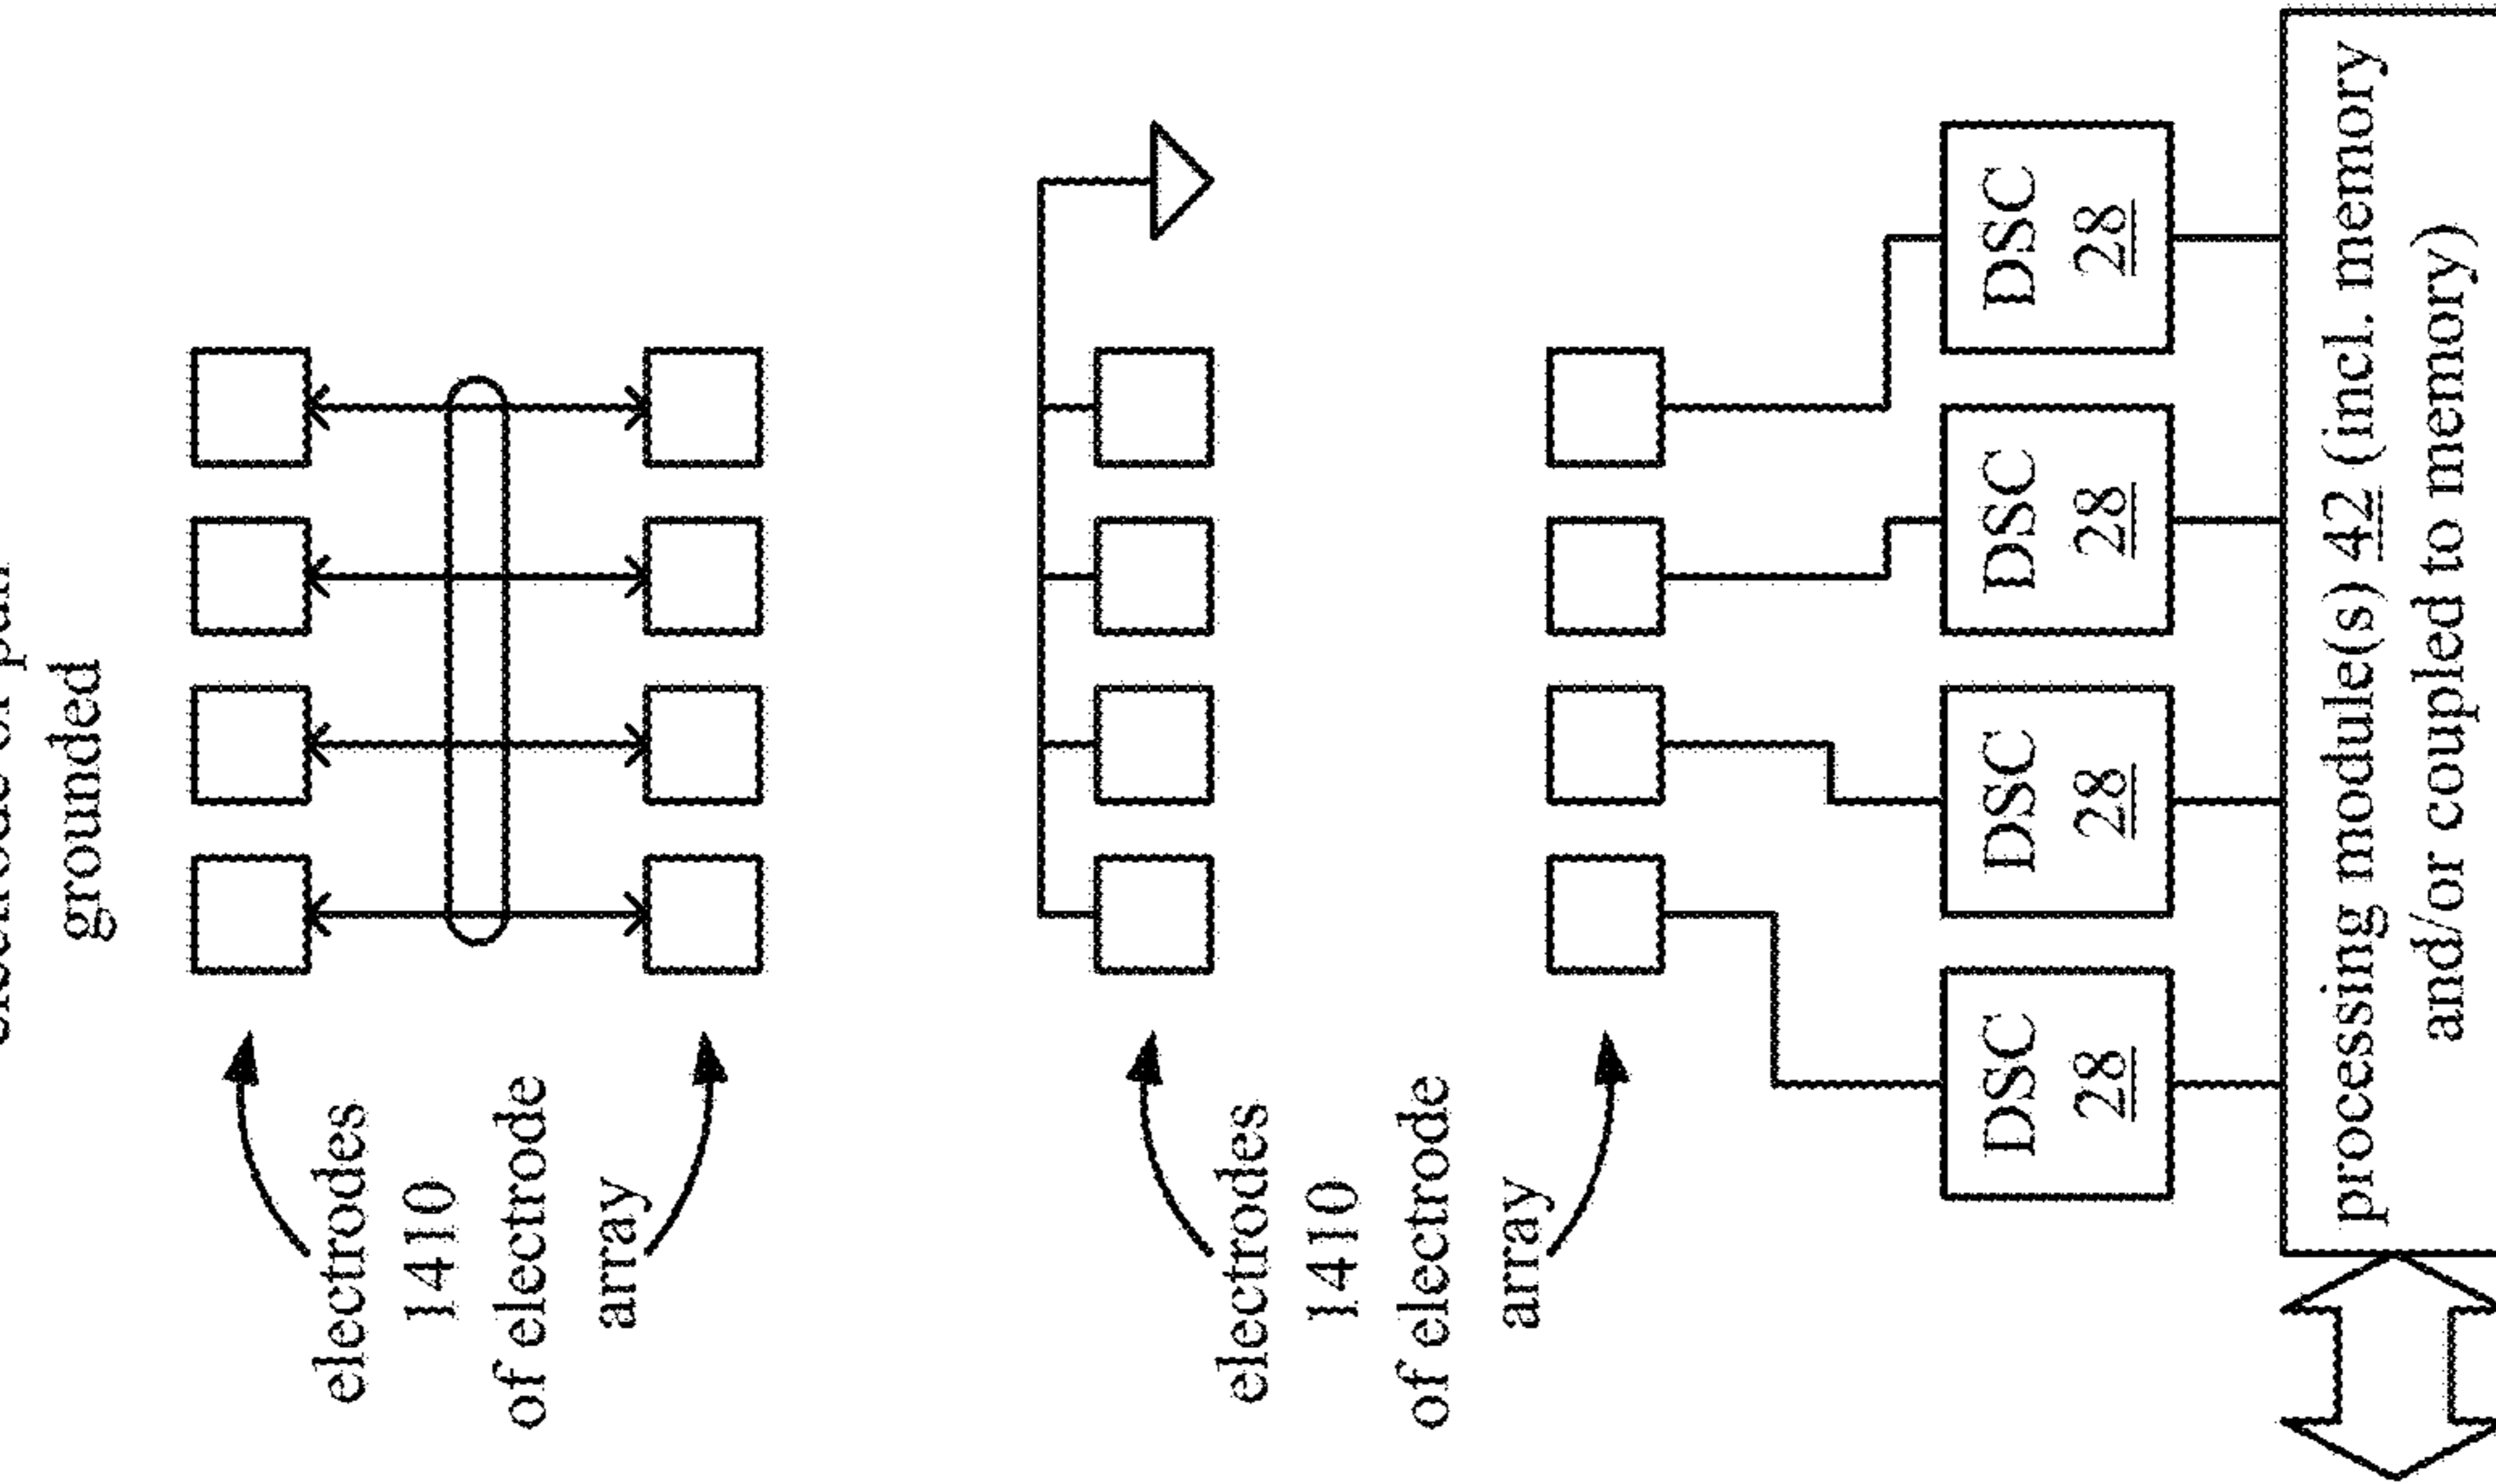 grounded
electrodes
1410
of electrode
array
electrodes
1410
of electrode
array
DSC
28
DSC
28
DSC
28
DSC
28
processing module(s) 42 (incl. memory
and/or coupled to memory)